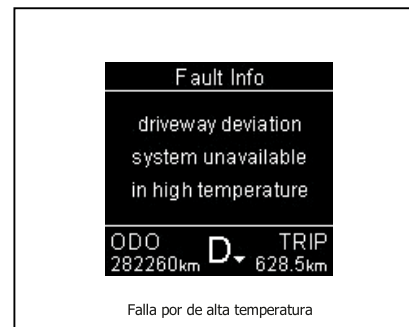 Fault Info
driveway deviation
system unavailable
in high temperature
ODO
282260km
D
TRIP
628.5km
Falla por de alta temperatura